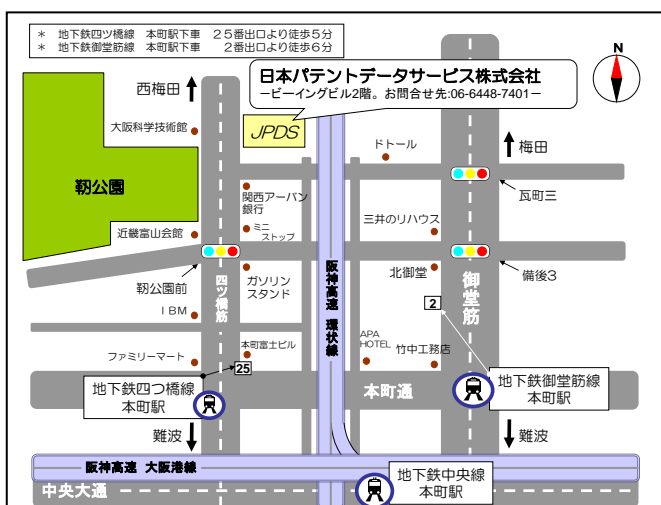 ＊ 地下鉄四ツ橋線 本町駅下車 25番出口より徒歩5分
＊ 地下鉄御堂筋線 本町駅下車 2番出口より徒歩6分
日本パテントデータサービス株式会社
－ビーイングビル2階。お問合せ先:06-6448-7401－
N
西梅田
大阪科学技術館
JPDS
ドトール
梅田
靭公園
関西アーバン
銀行
瓦町三
近畿富山会館
ミニ
ストップ
三井のリハウス
靭公園前
四ツ橋筋
ガソリン
スタンド
阪神高速 環状線
北御堂
御堂筋
備後3
2
IBM
本町富士ビル
APA
HOTEL
竹中工務店
ファミリーマート
25
地下鉄四つ橋線
本町駅
本町通
地下鉄御堂筋線
本町駅
難波
難波
阪神高速 大阪港線
地下鉄中央線
本町駅
中央大通